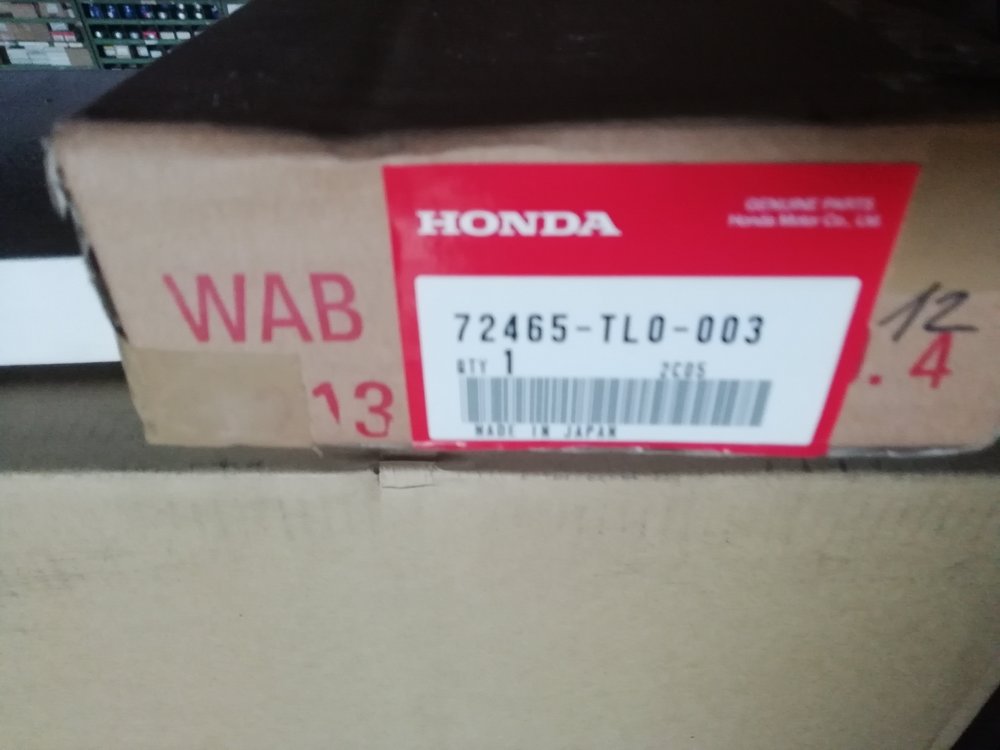 HONDA
GENUINE PARTS
Honda Motor Co., Ltd.
WAB
72465-TL0-003
QTY 1
2C05
MADE IN JAPAN
13
12
. 4